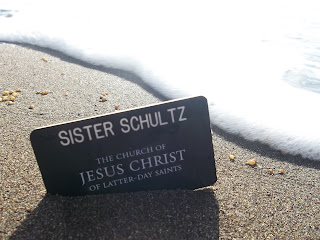 SISTER SCHULTZ
THE CHURCH OF
JESUS CHRIST
OF LATTER-DAY SAINTS